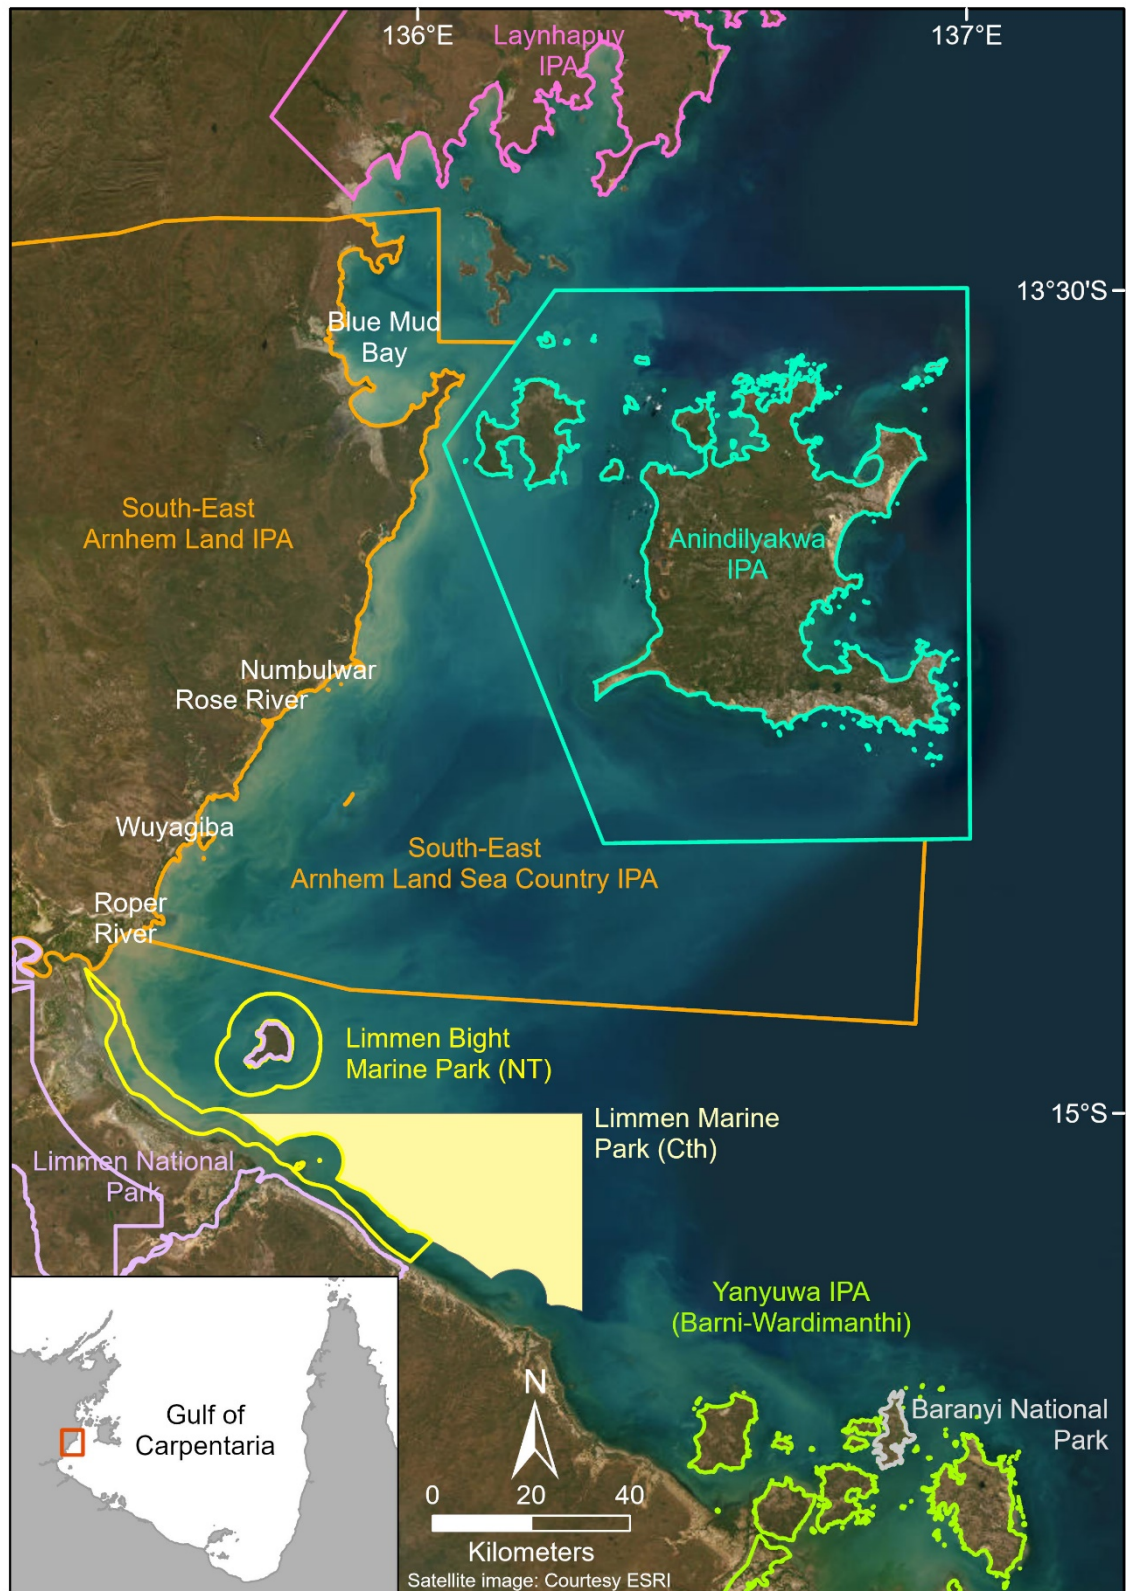 136°E
137°E
Laynhapuy
IPA
13°30'S
Blue Mud
Bay
South-East
Arnhem Land IPA
Anindilyakwa
IPA
Numbulwar
Rose River
Wuyagiba
South-East
Arnhem Land Sea Country IPA
Roper
River
Limmen Bight
Marine Park (NT)
15°S
Limmen Marine
Park (Cth)
Limmen National
Park
Yanyuwa IPA
(Barni-Wardimanthi)
Baranyi National
Park
Gulf of
Carpentaria
N
0 20 40
Kilometers
Satellite image: Courtesy ESRI